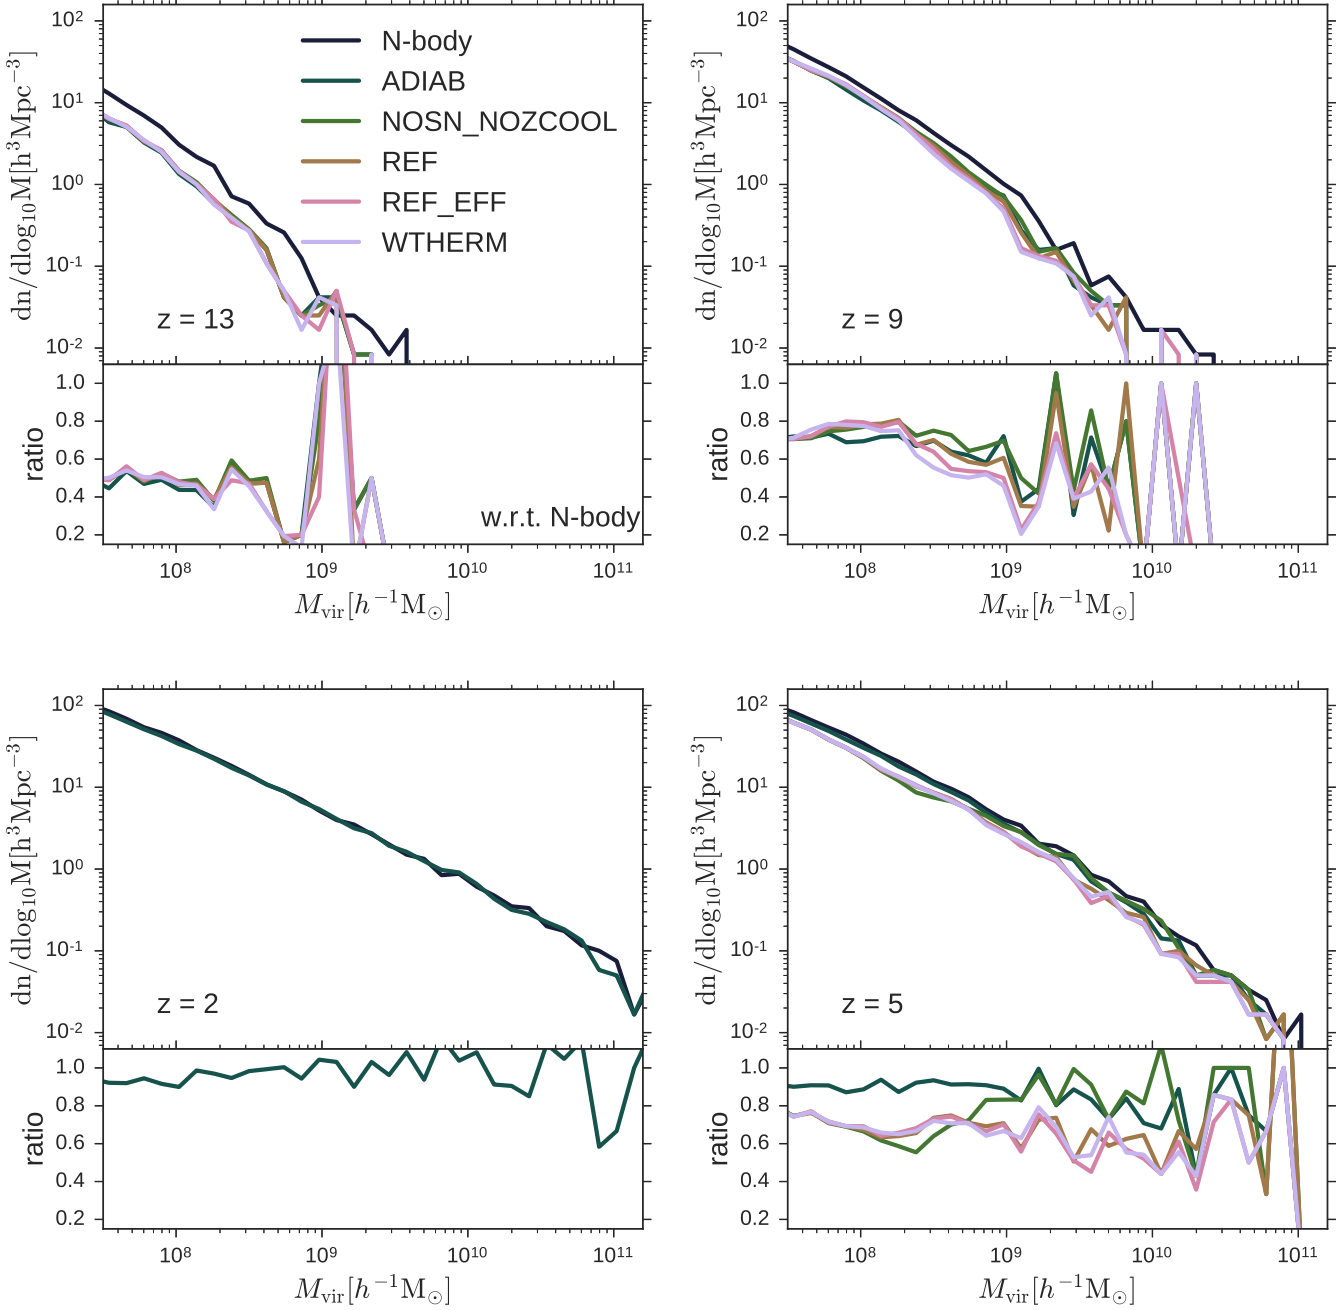 10²
10¹
10⁰
10⁻¹
10⁻²
dn/dlog₁₀M[h³Mpc⁻³]
N-body
ADIAB
NOSN_NOZCOOL
REF
REF_EFF
WTHERM
z = 13
1.0
0.8
0.6
0.4
0.2
ratio
w.r.t. N-body
10⁸ 10⁹ 10¹⁰ 10¹¹
M_vir[h⁻¹M_⊙]
10²
10¹
10⁰
10⁻¹
10⁻²
dn/dlog₁₀M[h³Mpc⁻³]
z = 9
1.0
0.8
0.6
0.4
0.2
ratio
10⁸ 10⁹ 10¹⁰ 10¹¹
M_vir[h⁻¹M_⊙]
10²
10¹
10⁰
10⁻¹
10⁻²
dn/dlog₁₀M[h³Mpc⁻³]
z = 2
1.0
0.8
0.6
0.4
0.2
ratio
10⁸ 10⁹ 10¹⁰ 10¹¹
M_vir[h⁻¹M_⊙]
10²
10¹
10⁰
10⁻¹
10⁻²
dn/dlog₁₀M[h³Mpc⁻³]
z = 5
1.0
0.8
0.6
0.4
0.2
ratio
10⁸ 10⁹ 10¹⁰ 10¹¹
M_vir[h⁻¹M_⊙]